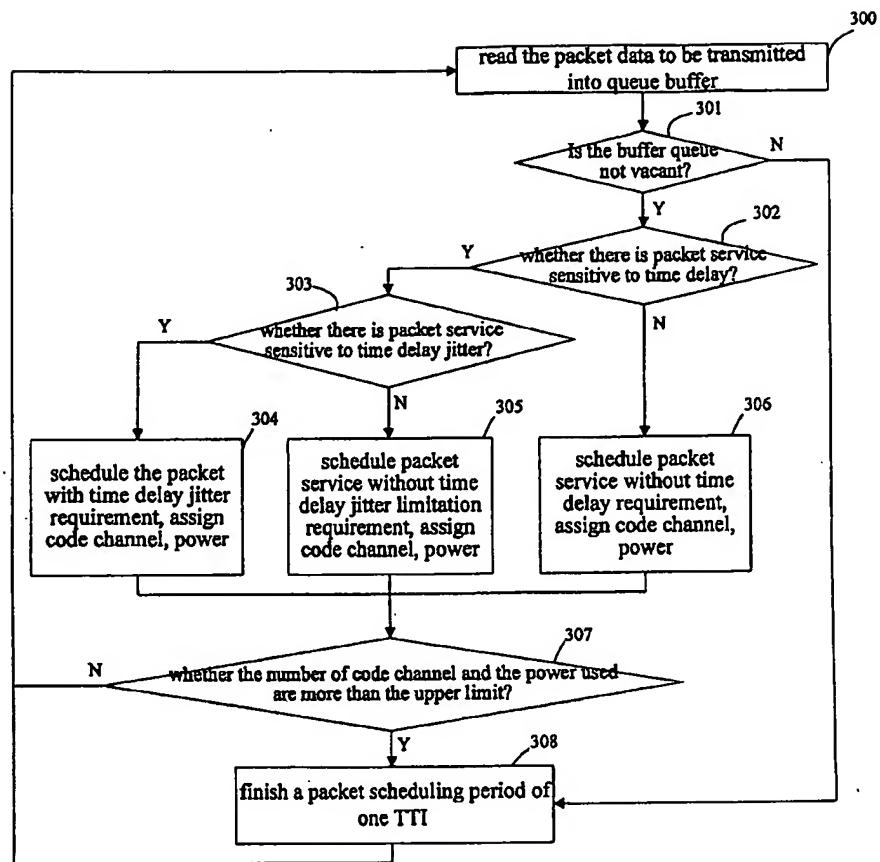 300
read the packet data to be transmitted
into queue buffer
301
Is the buffer queue
not vacant?
N
Y
302
whether there is packet service
sensitive to time delay?
Y
N
303
whether there is packet service
sensitive to time delay jitter?
Y
N
304
schedule the packet
with time delay jitter
requirement, assign
code channel, power
305
schedule packet
service without time
delay jitter limitation
requirement, assign
code channel, power
306
schedule packet
service without time
delay requirement,
assign code channel,
power
307
whether the number of code channel and the power used
are more than the upper limit?
N
Y
308
finish a packet scheduling period of
one TTI